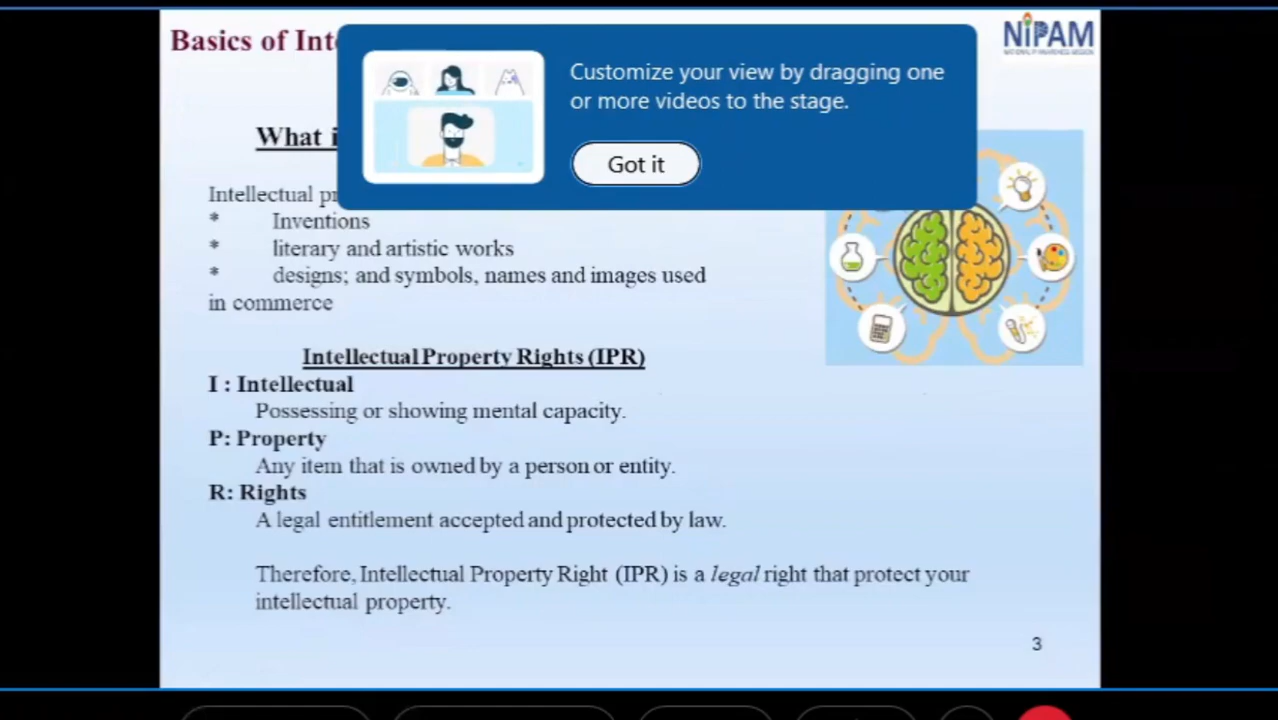 Basics of Int
NIPAM
Customize your view by dragging one
or more videos to the stage.
Got it
What i
Intellectual pr
* Inventions
* literary and artistic works
* designs; and symbols, names and images used
in commerce
Intellectual Property Rights (IPR)
I : Intellectual
Possessing or showing mental capacity.
P: Property
Any item that is owned by a person or entity.
R: Rights
A legal entitlement accepted and protected by law.
Therefore, Intellectual Property Right (IPR) is a legal right that protect your
intellectual property.
3